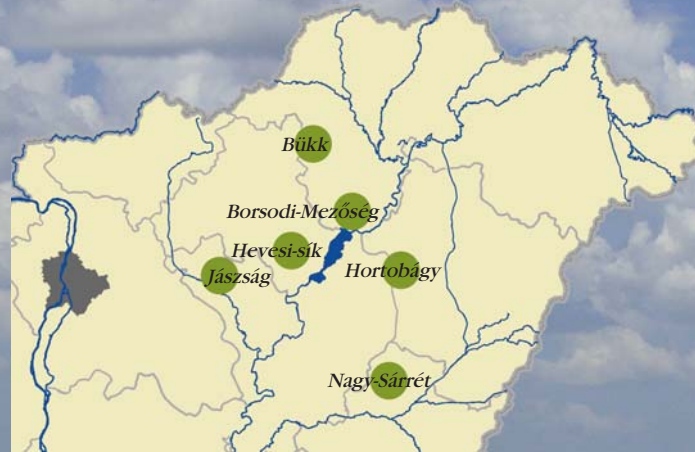 Bükk
Borsodi-Mezőség
Hevesi-sík
Jászság
Hortobágy
Nagy-Sárrét